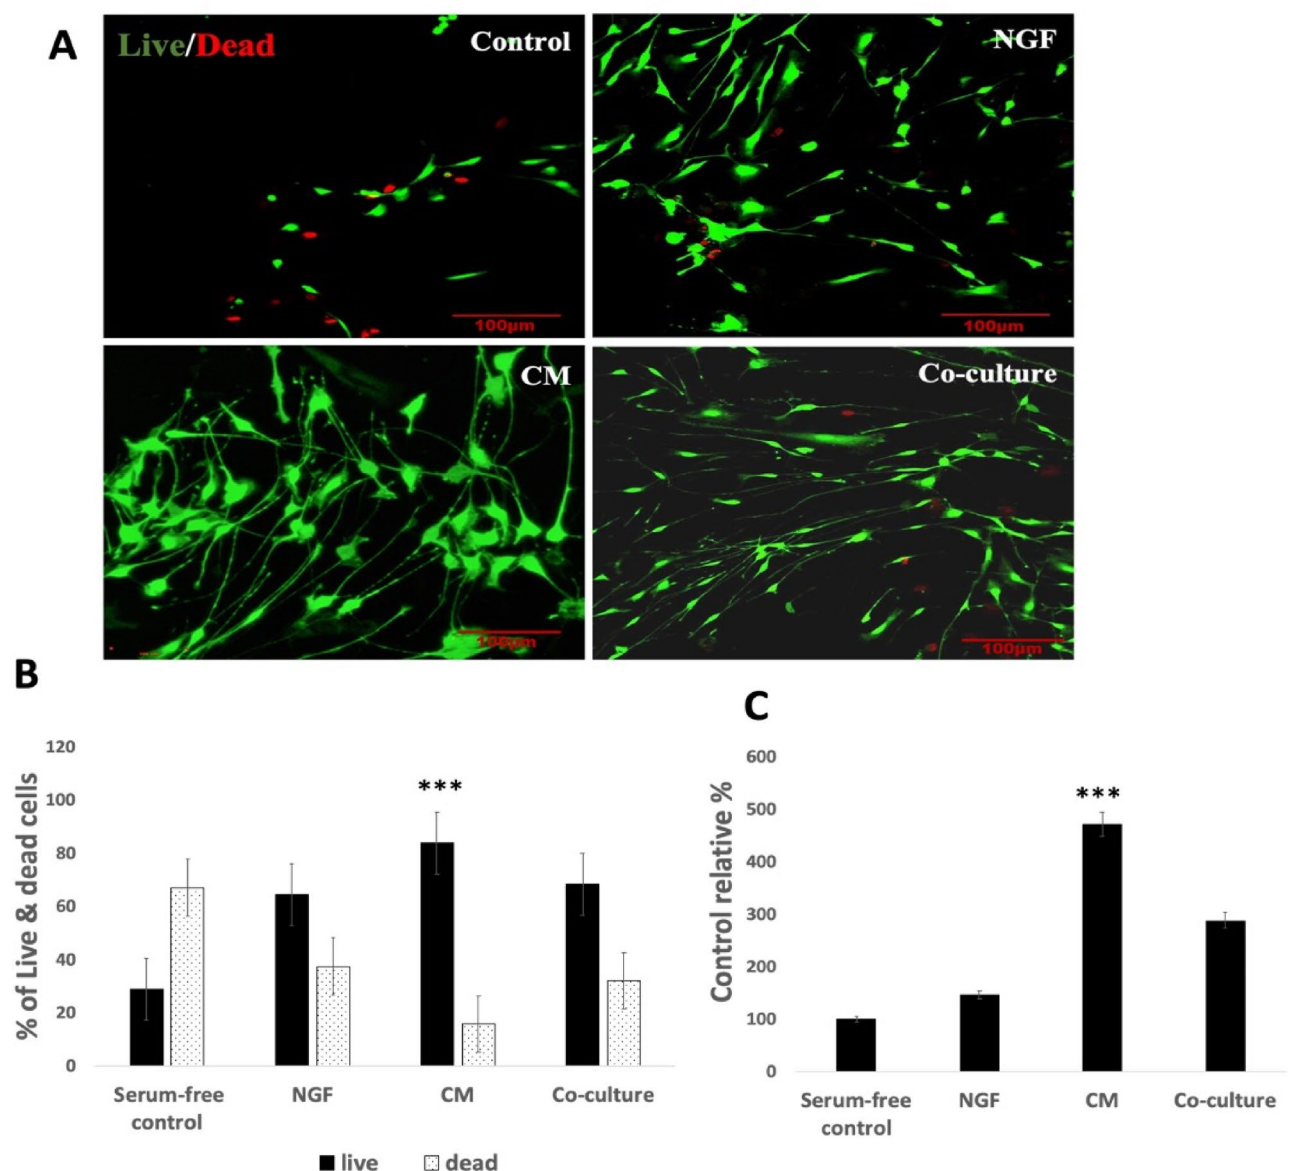 A
Live/Dead
Control
NGF
100µm
100µm
CM
Co-culture
100µm
100µm
B
C
% of Live & dead cells
120
100
80
60
40
20
0
***
Serum-free
control
NGF
CM
Co-culture
live
dead
Control relative %
600
500
400
300
200
100
0
***
Serum-free
control
NGF
CM
Co-culture